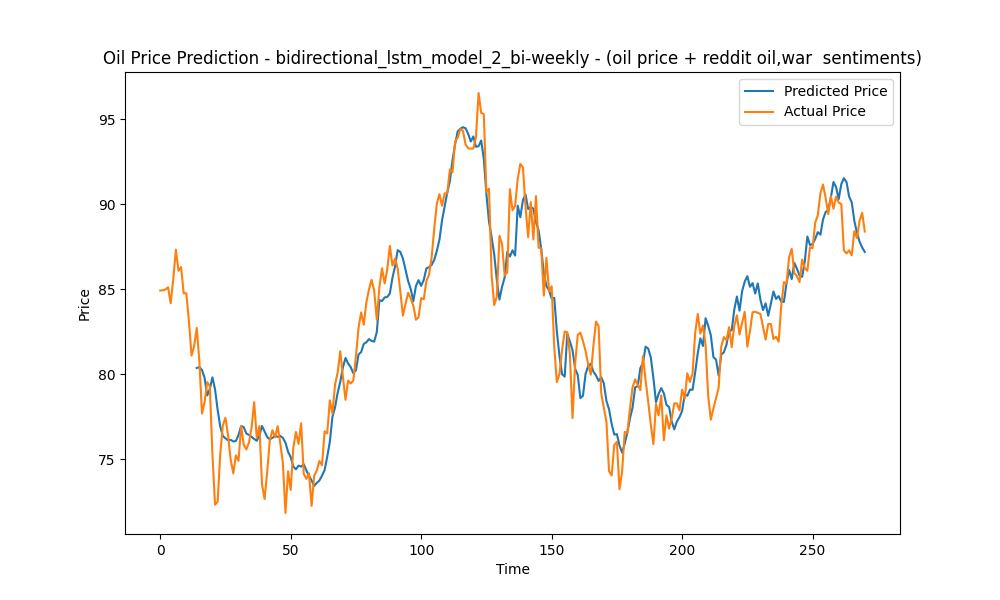 Oil Price Prediction - bidirectional_lstm_model_2_bi-weekly - (oil price + reddit oil,war  sentiments)
Predicted Price
Actual Price
95
90
85
80
75
Price
0 50 100 150 200 250
Time